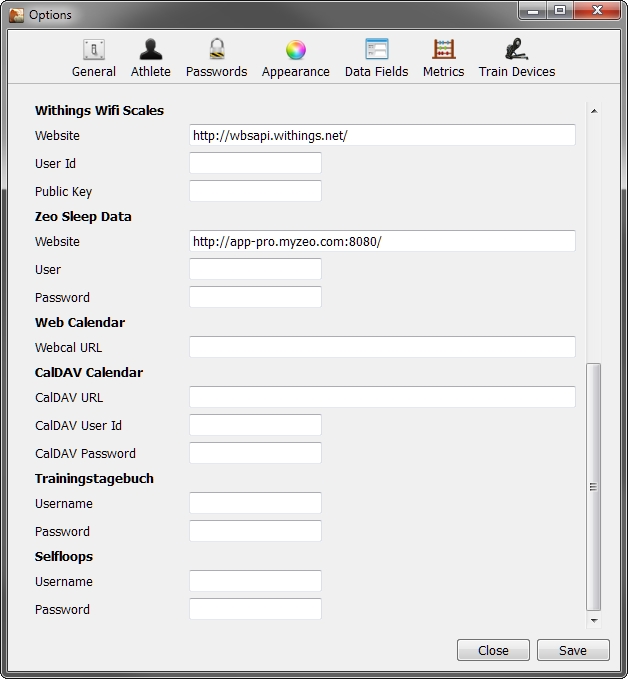 Options
General Athlete Passwords Appearance Data Fields Metrics Train Devices
Withings Wifi Scales
Website http://wbsapi.withings.net/
User Id
Public Key
Zeo Sleep Data
Website http://app-pro.myzeo.com:8080/
User
Password
Web Calendar
Webcal URL
CalDAV Calendar
CalDAV URL
CalDAV User Id
CalDAV Password
Trainingstagebuch
Username
Password
Selfloops
Username
Password
Close Save